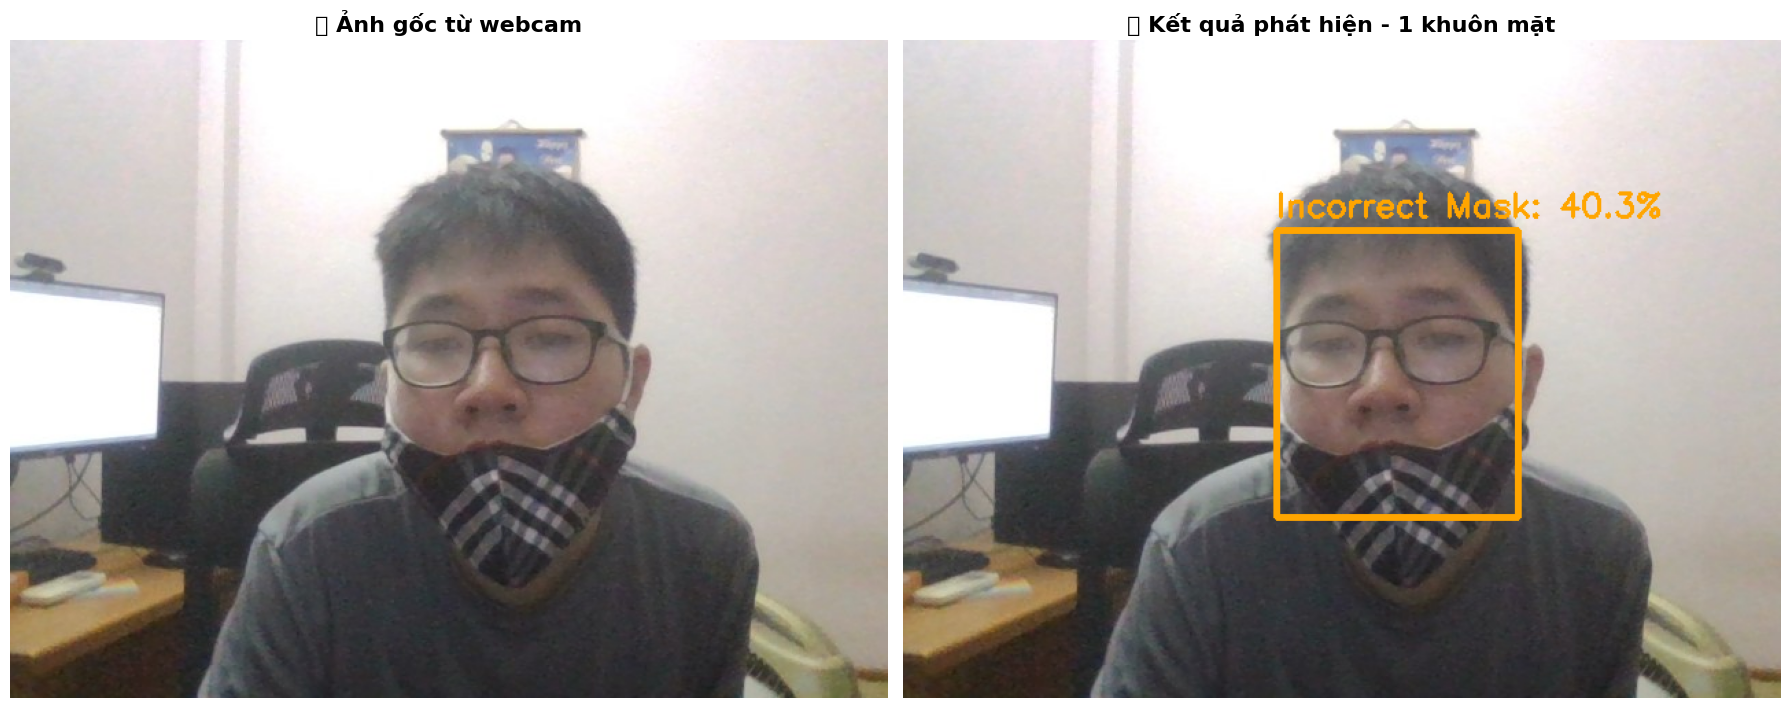 Ảnh gốc từ webcam
Kết quả phát hiện - 1 khuôn mặt
Incorrect Mask: 40.3%